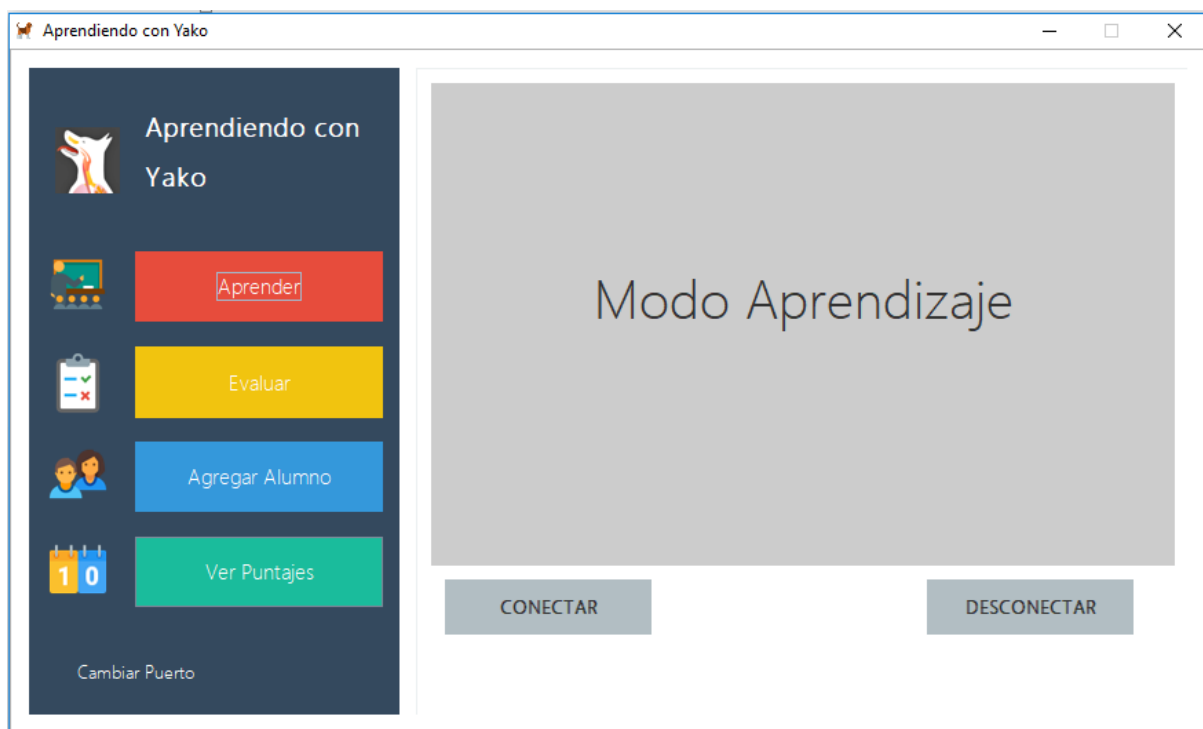 Aprendiendo con Yako
Aprendiendo con
Yako
Aprender
Evaluar
Agregar Alumno
1 0
Ver Puntajes
Cambiar Puerto
Modo Aprendizaje
CONECTAR
DESCONECTAR